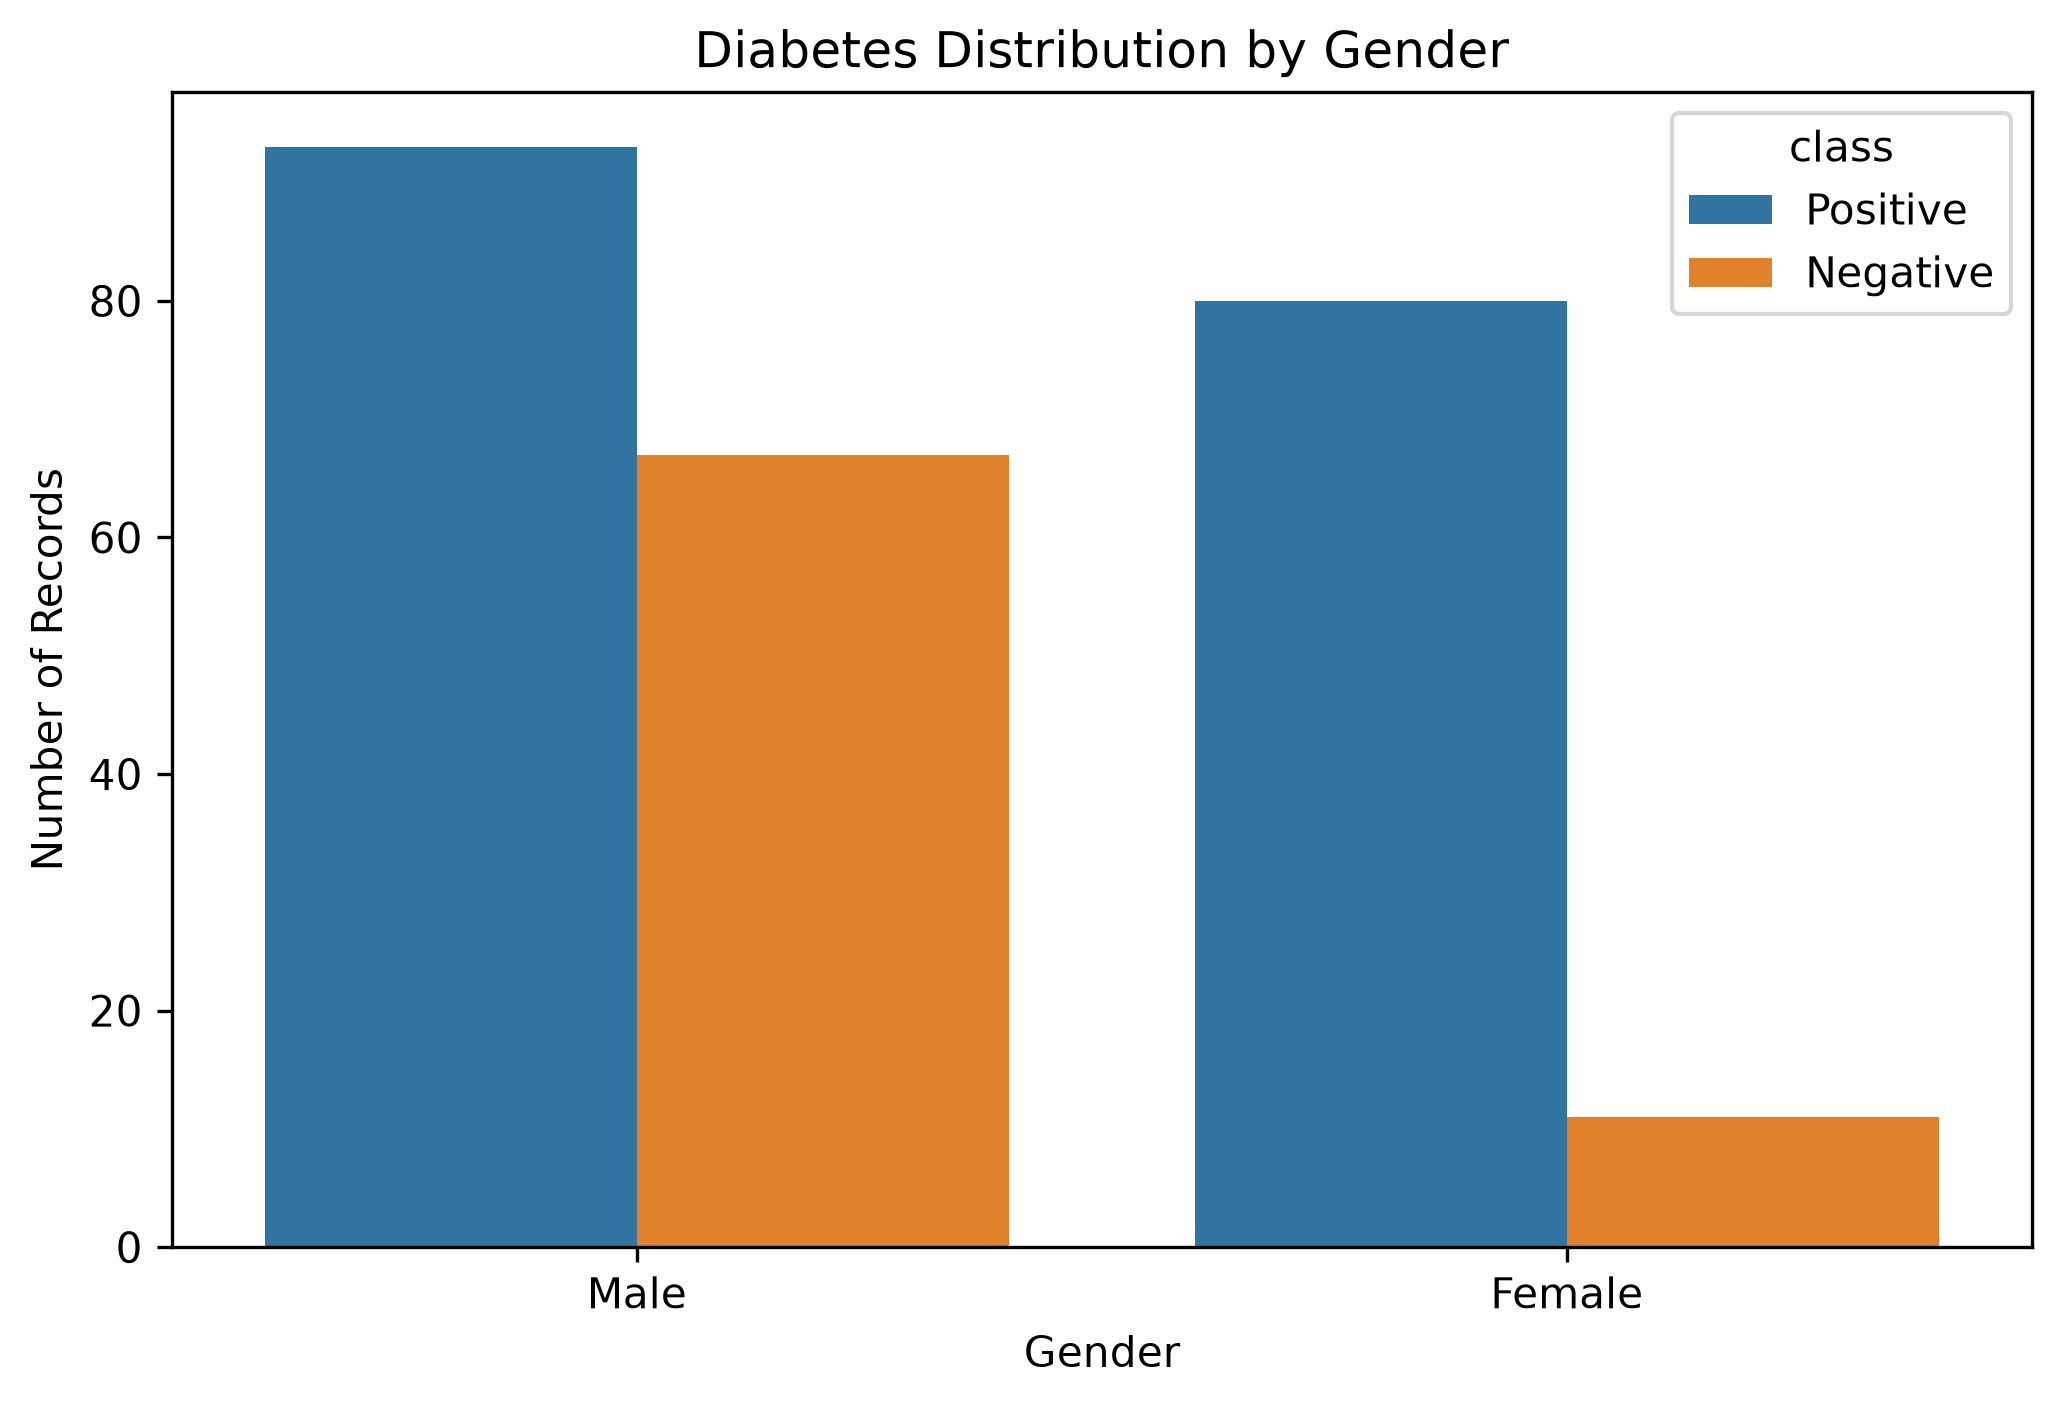 Diabetes Distribution by Gender
class
Positive
Negative
80
60
40
20
0
Number of Records
Male
Female
Gender